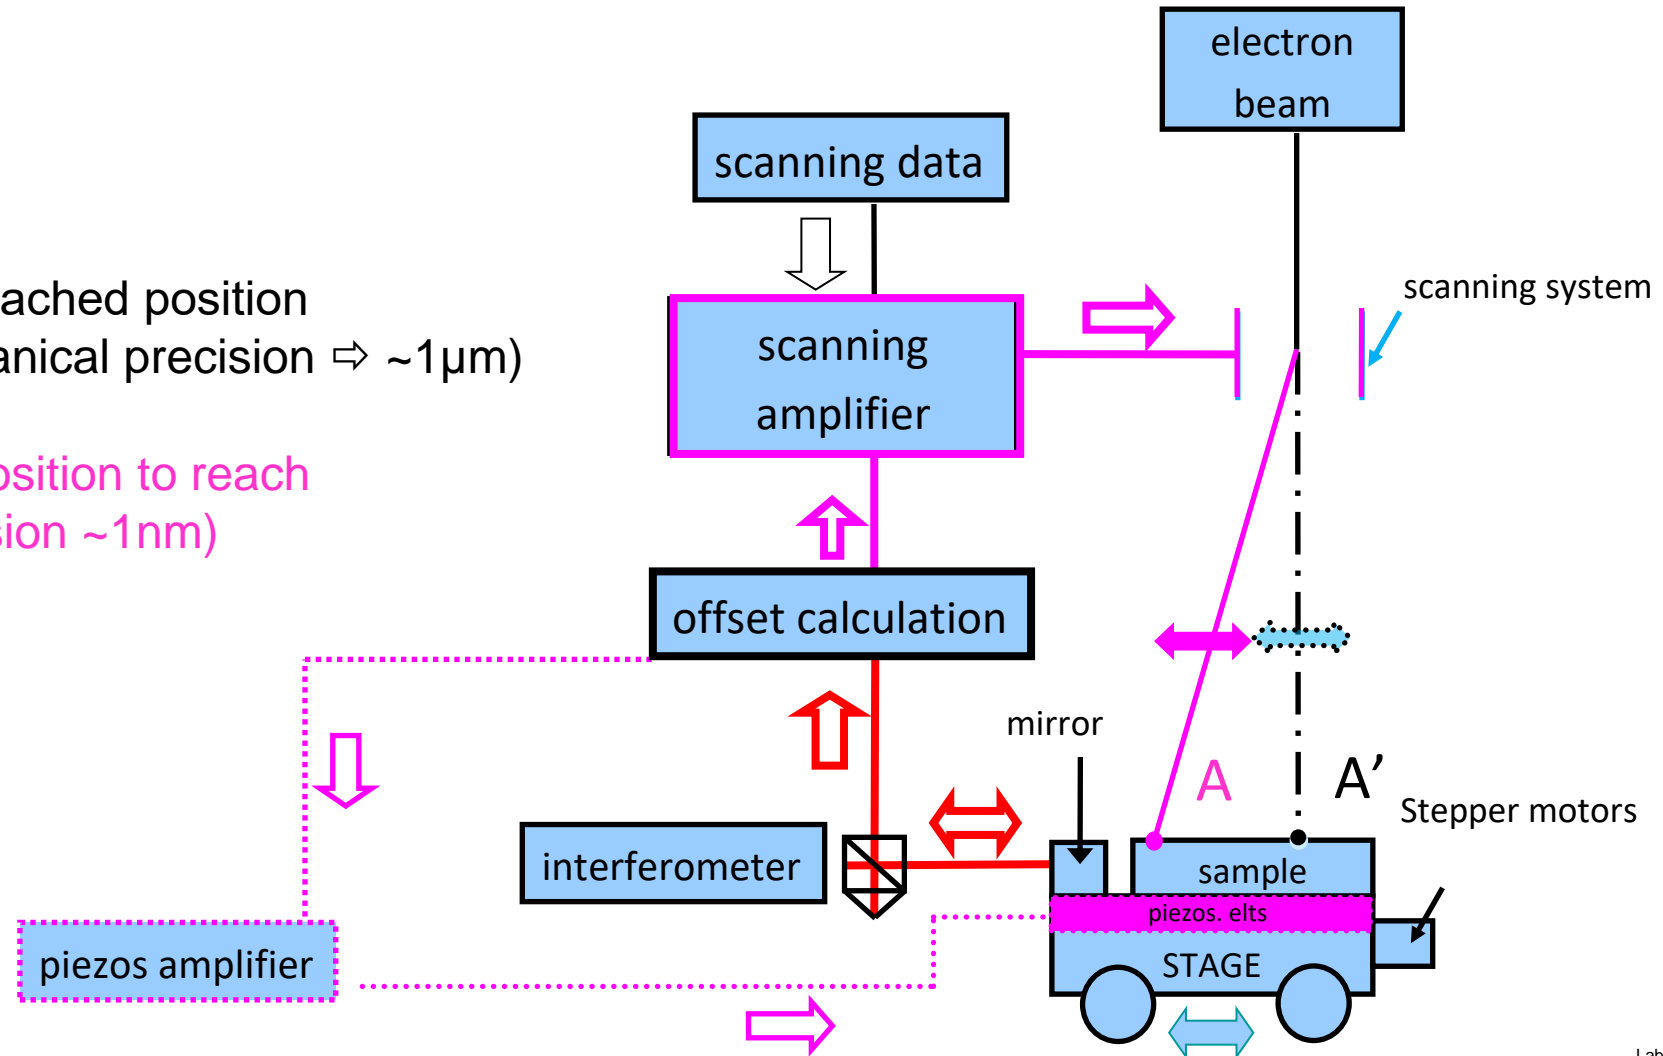 electron
beam
scanning data
scanning system
ached position
anical precision ⇨ ~1µm)
scanning
amplifier
osition to reach
sion ~1nm)
offset calculation
mirror
A
A’
Stepper motors
interferometer
sample
piezos. elts
piezos amplifier
STAGE
Lab